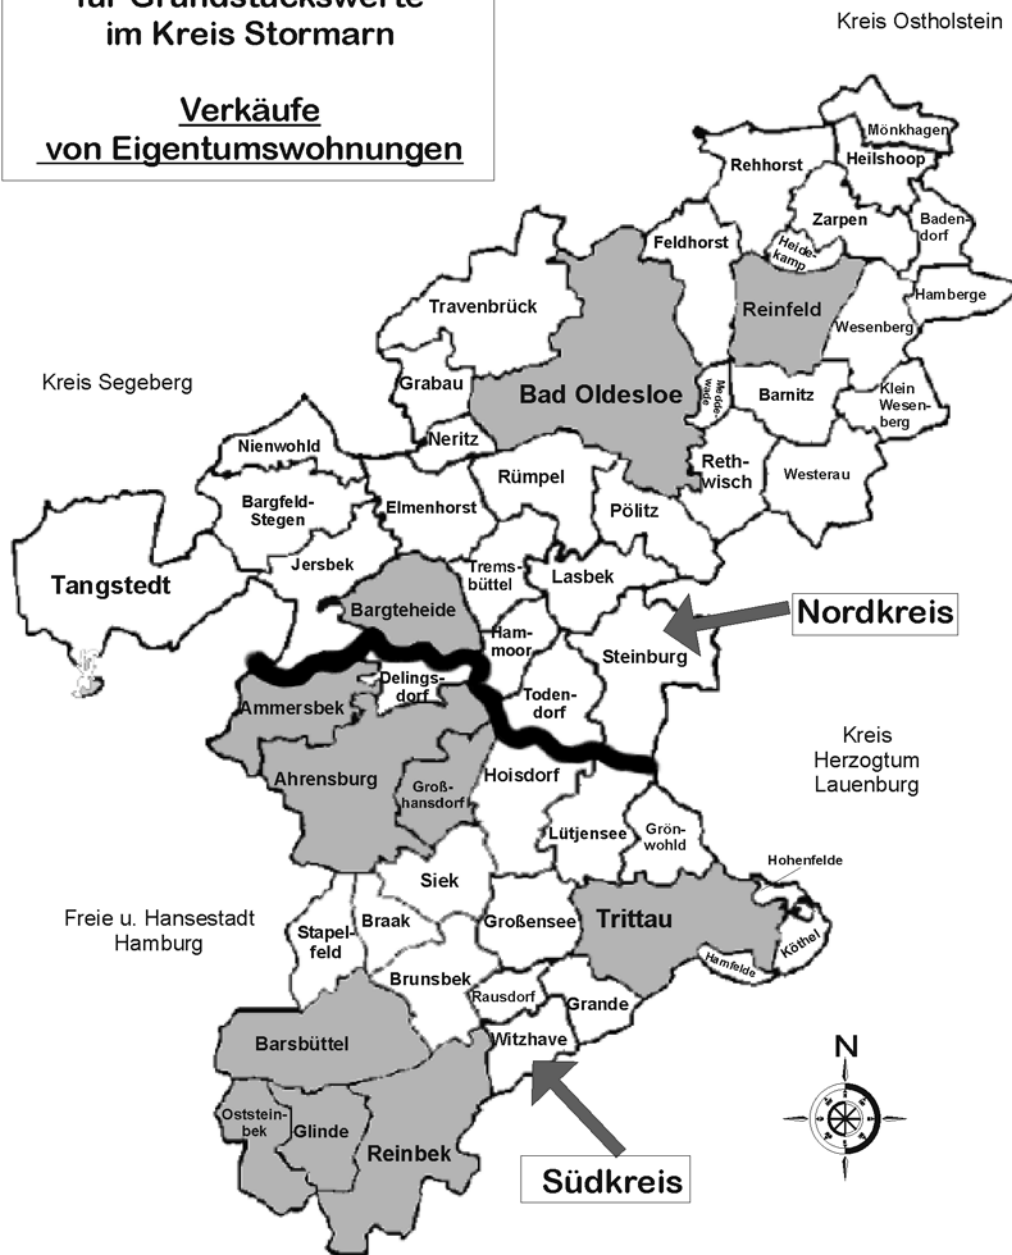 für Grundstückswerte
im Kreis Stormarn
Verkäufe
von Eigentumswohnungen
Kreis Ostholstein
Mönkhagen
Heilshoop
Rehhorst
Zarpen
Baden-
dorf
Feldhorst
Heide-
kamp
Hamberge
Travenbrück
Reinfeld
Wesenberg
Kreis Segeberg
Grabau
Bad Oldesloe
Medde-
wade
Barnitz
Klein
Wesen-
berg
Nienwohld
Neritz
Rümpel
Reth-
wisch
Westerau
Bargfeld-
Stegen
Elmenhorst
Pölitz
Jersbek
Trems-
büttel
Lasbek
Tangstedt
Bargteheide
Nordkreis
Ham-
moor
Steinburg
Delings-
dorf
Toden-
dorf
Ammersbek
Kreis
Herzogtum
Lauenburg
Ahrensburg
Groß-
hansdorf
Hoisdorf
Lütjensee
Grön-
wohld
Hohenfelde
Siek
Freie u. Hansestadt
Hamburg
Stapel-
feld
Braak
Großensee
Trittau
Köthel
Hamfelde
Brunsbek
Rausdorf
Grande
Barsbüttel
Witzhave
N
Oststein-
bek
Glinde
Reinbek
Südkreis